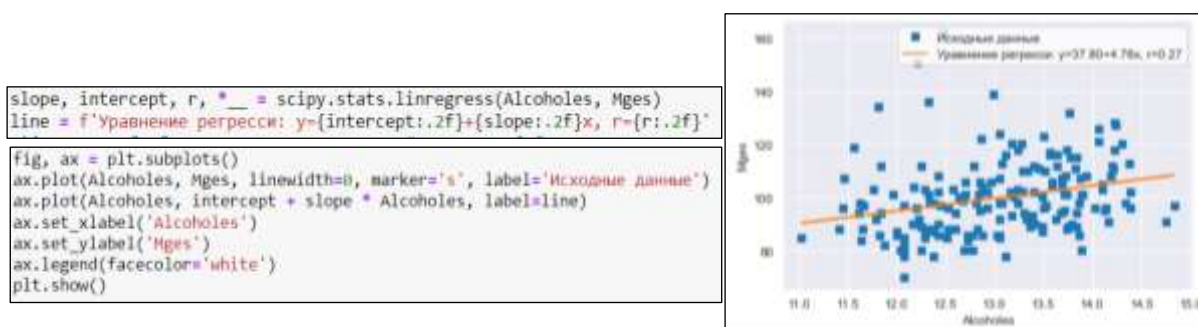 slope, intercept, r, *__ = scipy.stats.linregress(Alcoholes, Mges)
line = f'Уравнение регресси: y={intercept:.2f}+{slope:.2f}x, r={r:.2f}'
fig, ax = plt.subplots()
ax.plot(Alcoholes, Mges, linewidth=0, marker='s', label='Исходные данные')
ax.plot(Alcoholes, intercept + slope * Alcoholes, label=line)
ax.set_xlabel('Alcoholes')
ax.set_ylabel('Mges')
ax.legend(facecolor='white')
plt.show()
Исходные данные
Уравнение регресси: y=37.80+4.76x, r=0.27
160
140
120
100
80
Mges
11.0 11.5 12.0 12.5 13.0 13.5 14.0 14.5 15.0
Alcoholes